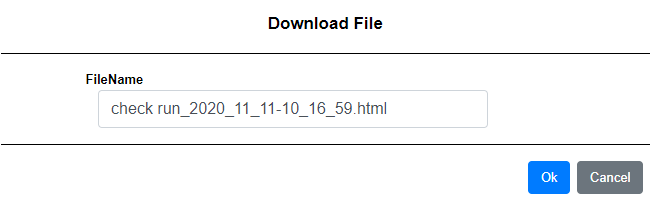 Download File
FileName
check run_2020_11_11-10_16_59.html
Ok Cancel